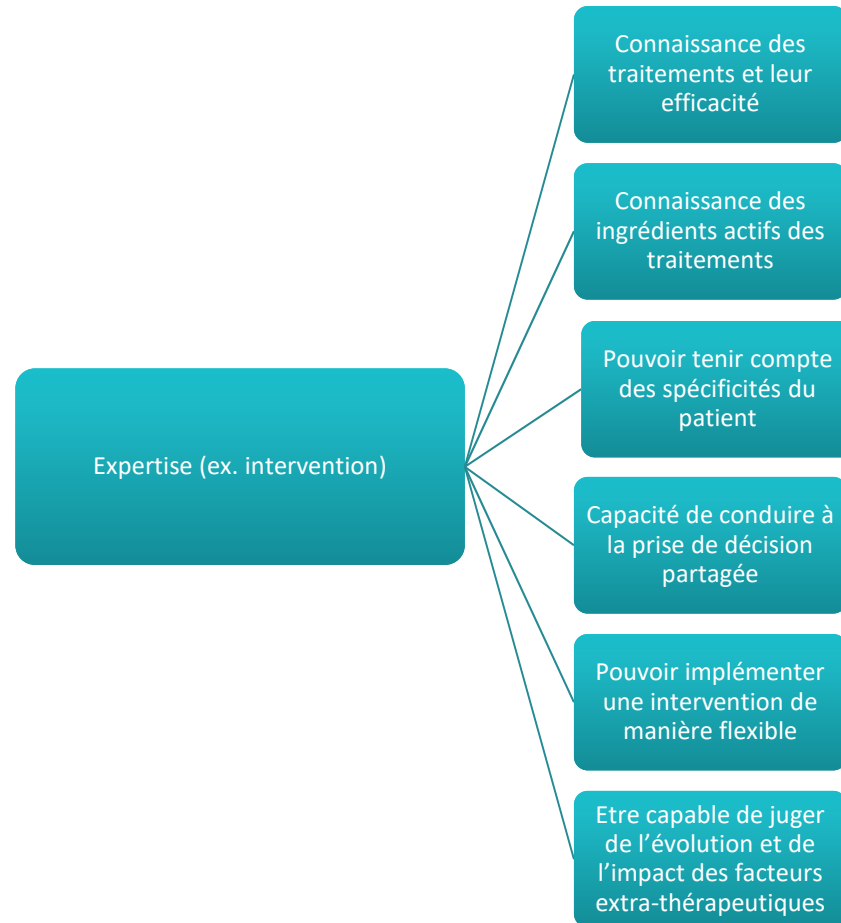 Connaissance des
traitements et leur
efficacité
Connaissance des
ingrédients actifs des
traitements
Pouvoir tenir compte
des spécificités du
patient
Expertise (ex. intervention)
Capacité de conduire à
la prise de décision
partagée
Pouvoir implémenter
une intervention de
manière flexible
Etre capable de juger
de l’évolution et de
l’impact des facteurs
extra-thérapeutiques